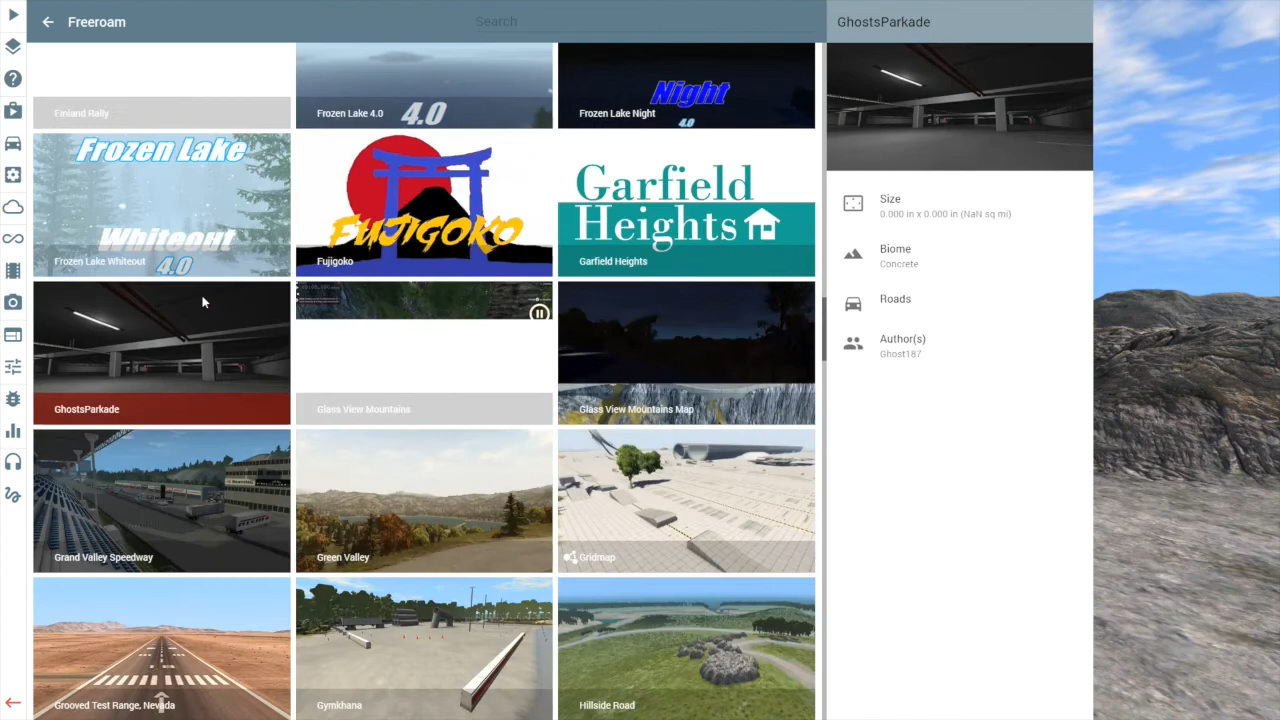 Freeroam
Search
GhostsParkade
Finland Rally
Frozen Lake 4.0
4.0
Night
4.0
Frozen Lake Night
Frozen Lake
Whiteout
4.0
Frozen Lake Whiteout
FUJIGOKO
Fujigoko
Garfield
Heights
Garfield Heights
GhostsParkade
Glass View Mountains
Glass View Mountains Map
Grand Valley Speedway
Green Valley
Gridmap
Grooved Test Range, Nevada
Gymkhana
Hillside Road
Size
0.000 in x 0.000 in (NaN sq mi)
Biome
Concrete
Roads
Author(s)
Ghost187